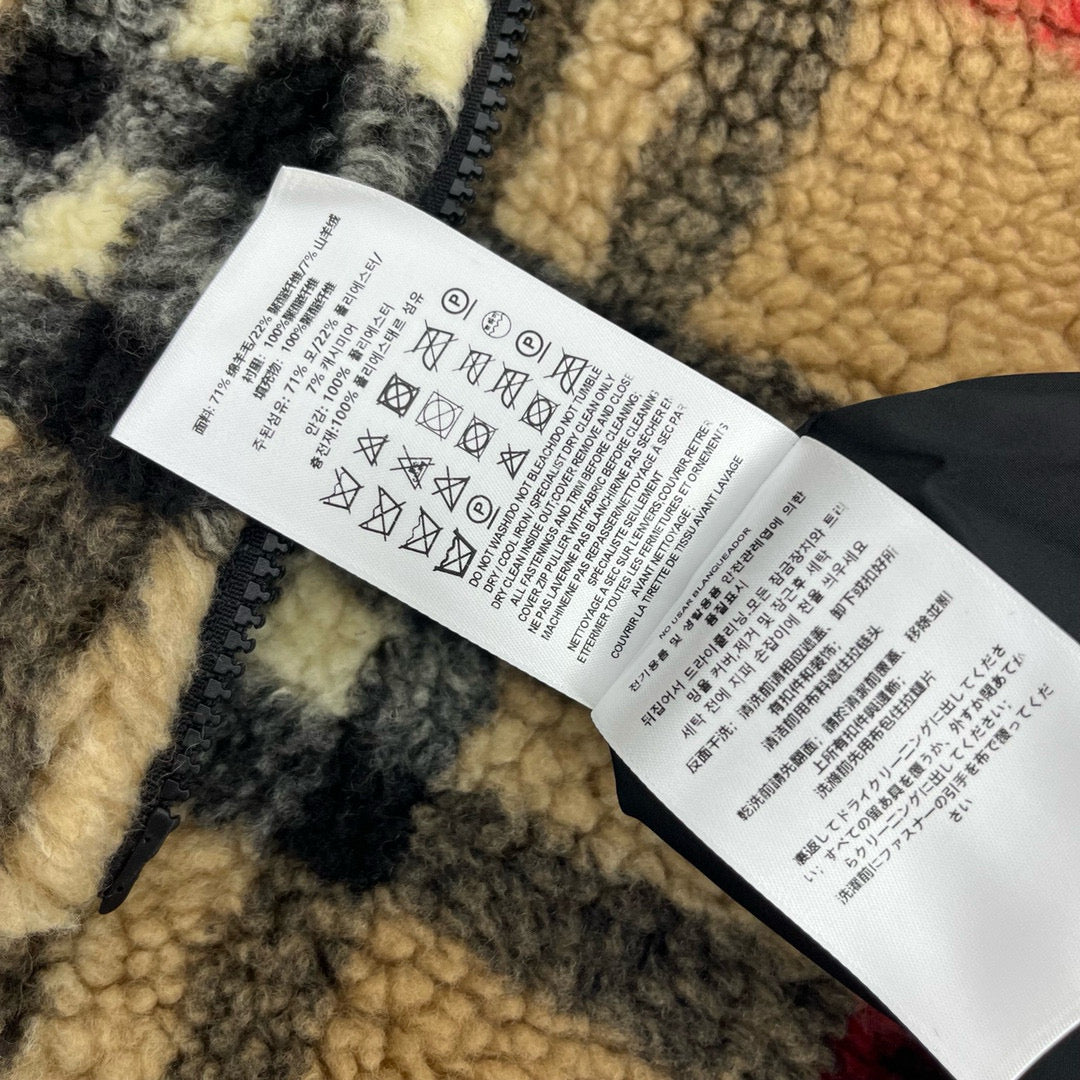 面料: 71% 绵羊毛/22% 聚酯纤维/7% 山羊绒
衬里: 100%聚酯纤维
填充物: 100%聚酯纤维
주된섬유: 71% 모/22% 폴리에스터/
7% 캐시미어
안감: 100% 폴리에스터
충전재:100% 폴리에스테르 섬유
P
P
P
DO NOT WASH/DO NOT BLEACH/DO NOT TUMBLE
DRY / COOL IRON / SPECIALIST DRY CLEAN ONLY
DRY CLEAN INSIDE OUT;COVER, REMOVE AND CLOSE
ALL FASTENINGS AND TRIM BEFORE CLEANING;
COVER ZIP PULLER WITHFABRIC BEFORE CLEANING
NE PAS LAVER/NE PAS BLANCHIR/NE PAS SÉCHER EN
MACHINE/NE PAS REPASSER/NETTOYAGE À SEC PAR
SPÉCIALISTE SEULEMENT
NETTOYAGE À SEC SUR L'ENVERS:COUVRIR,RETIRER
ETFERMER TOUTES LES FERMETURES ET ORNEMENTS
AVANT NETTOYAGE;
COUVRIR LA TIRETTE DE TISSU AVANT LAVAGE
NO USAR BLANQUEADOR
전기용품 및 생활용품 안전관리법에 의한
품질표시
뒤집어서 드라이클리닝.모든 잠금장치와 트리
밍을 커버,제거 및 잠근후 세탁
세탁 전에 지퍼 손잡이에 천을 씌우세요
反面干洗; 清洗前请相应遮盖、卸下或扣好所
有扣件和装饰;
清洁前用布料遮住拉链头
乾洗前請先翻面; 請於清潔前覆蓋、移除並劑
上所有扣件與邊飾;
洗滌前先用布包住拉鏈片
裏返してドライクリーニングに出してくださ
い; すべての留め具を覆うか、外すか閉めてか
らクリーニングに出してください;
洗濯前にファスナーの引手を布で覆ってくだ
さい